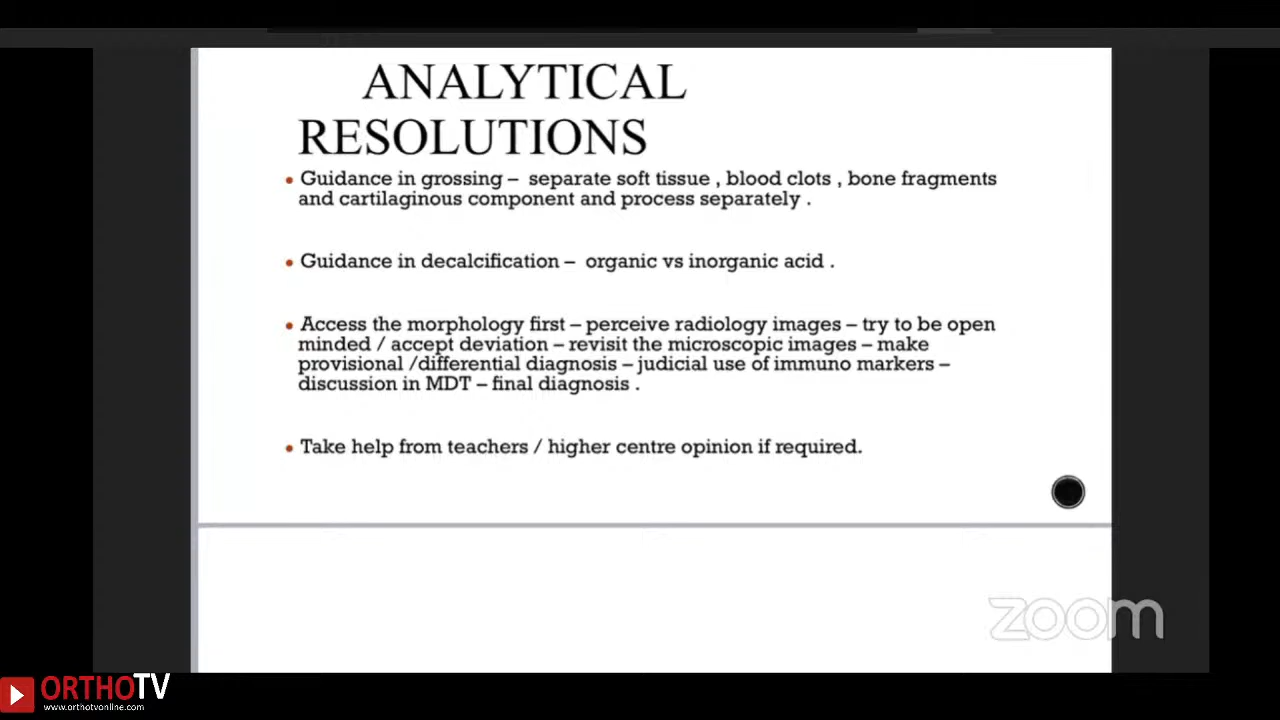 ANALYTICAL
RESOLUTIONS
• Guidance in grossing – separate soft tissue , blood clots , bone fragments
and cartilaginous component and process separately .
• Guidance in decalcification – organic vs inorganic acid .
• Access the morphology first – perceive radiology images – try to be open
minded / accept deviation – revisit the microscopic images – make
provisional /differential diagnosis – judicial use of immuno markers –
discussion in MDT – final diagnosis .
• Take help from teachers / higher centre opinion if required.
zoom
ORTHOTV
www.orthotvonline.com